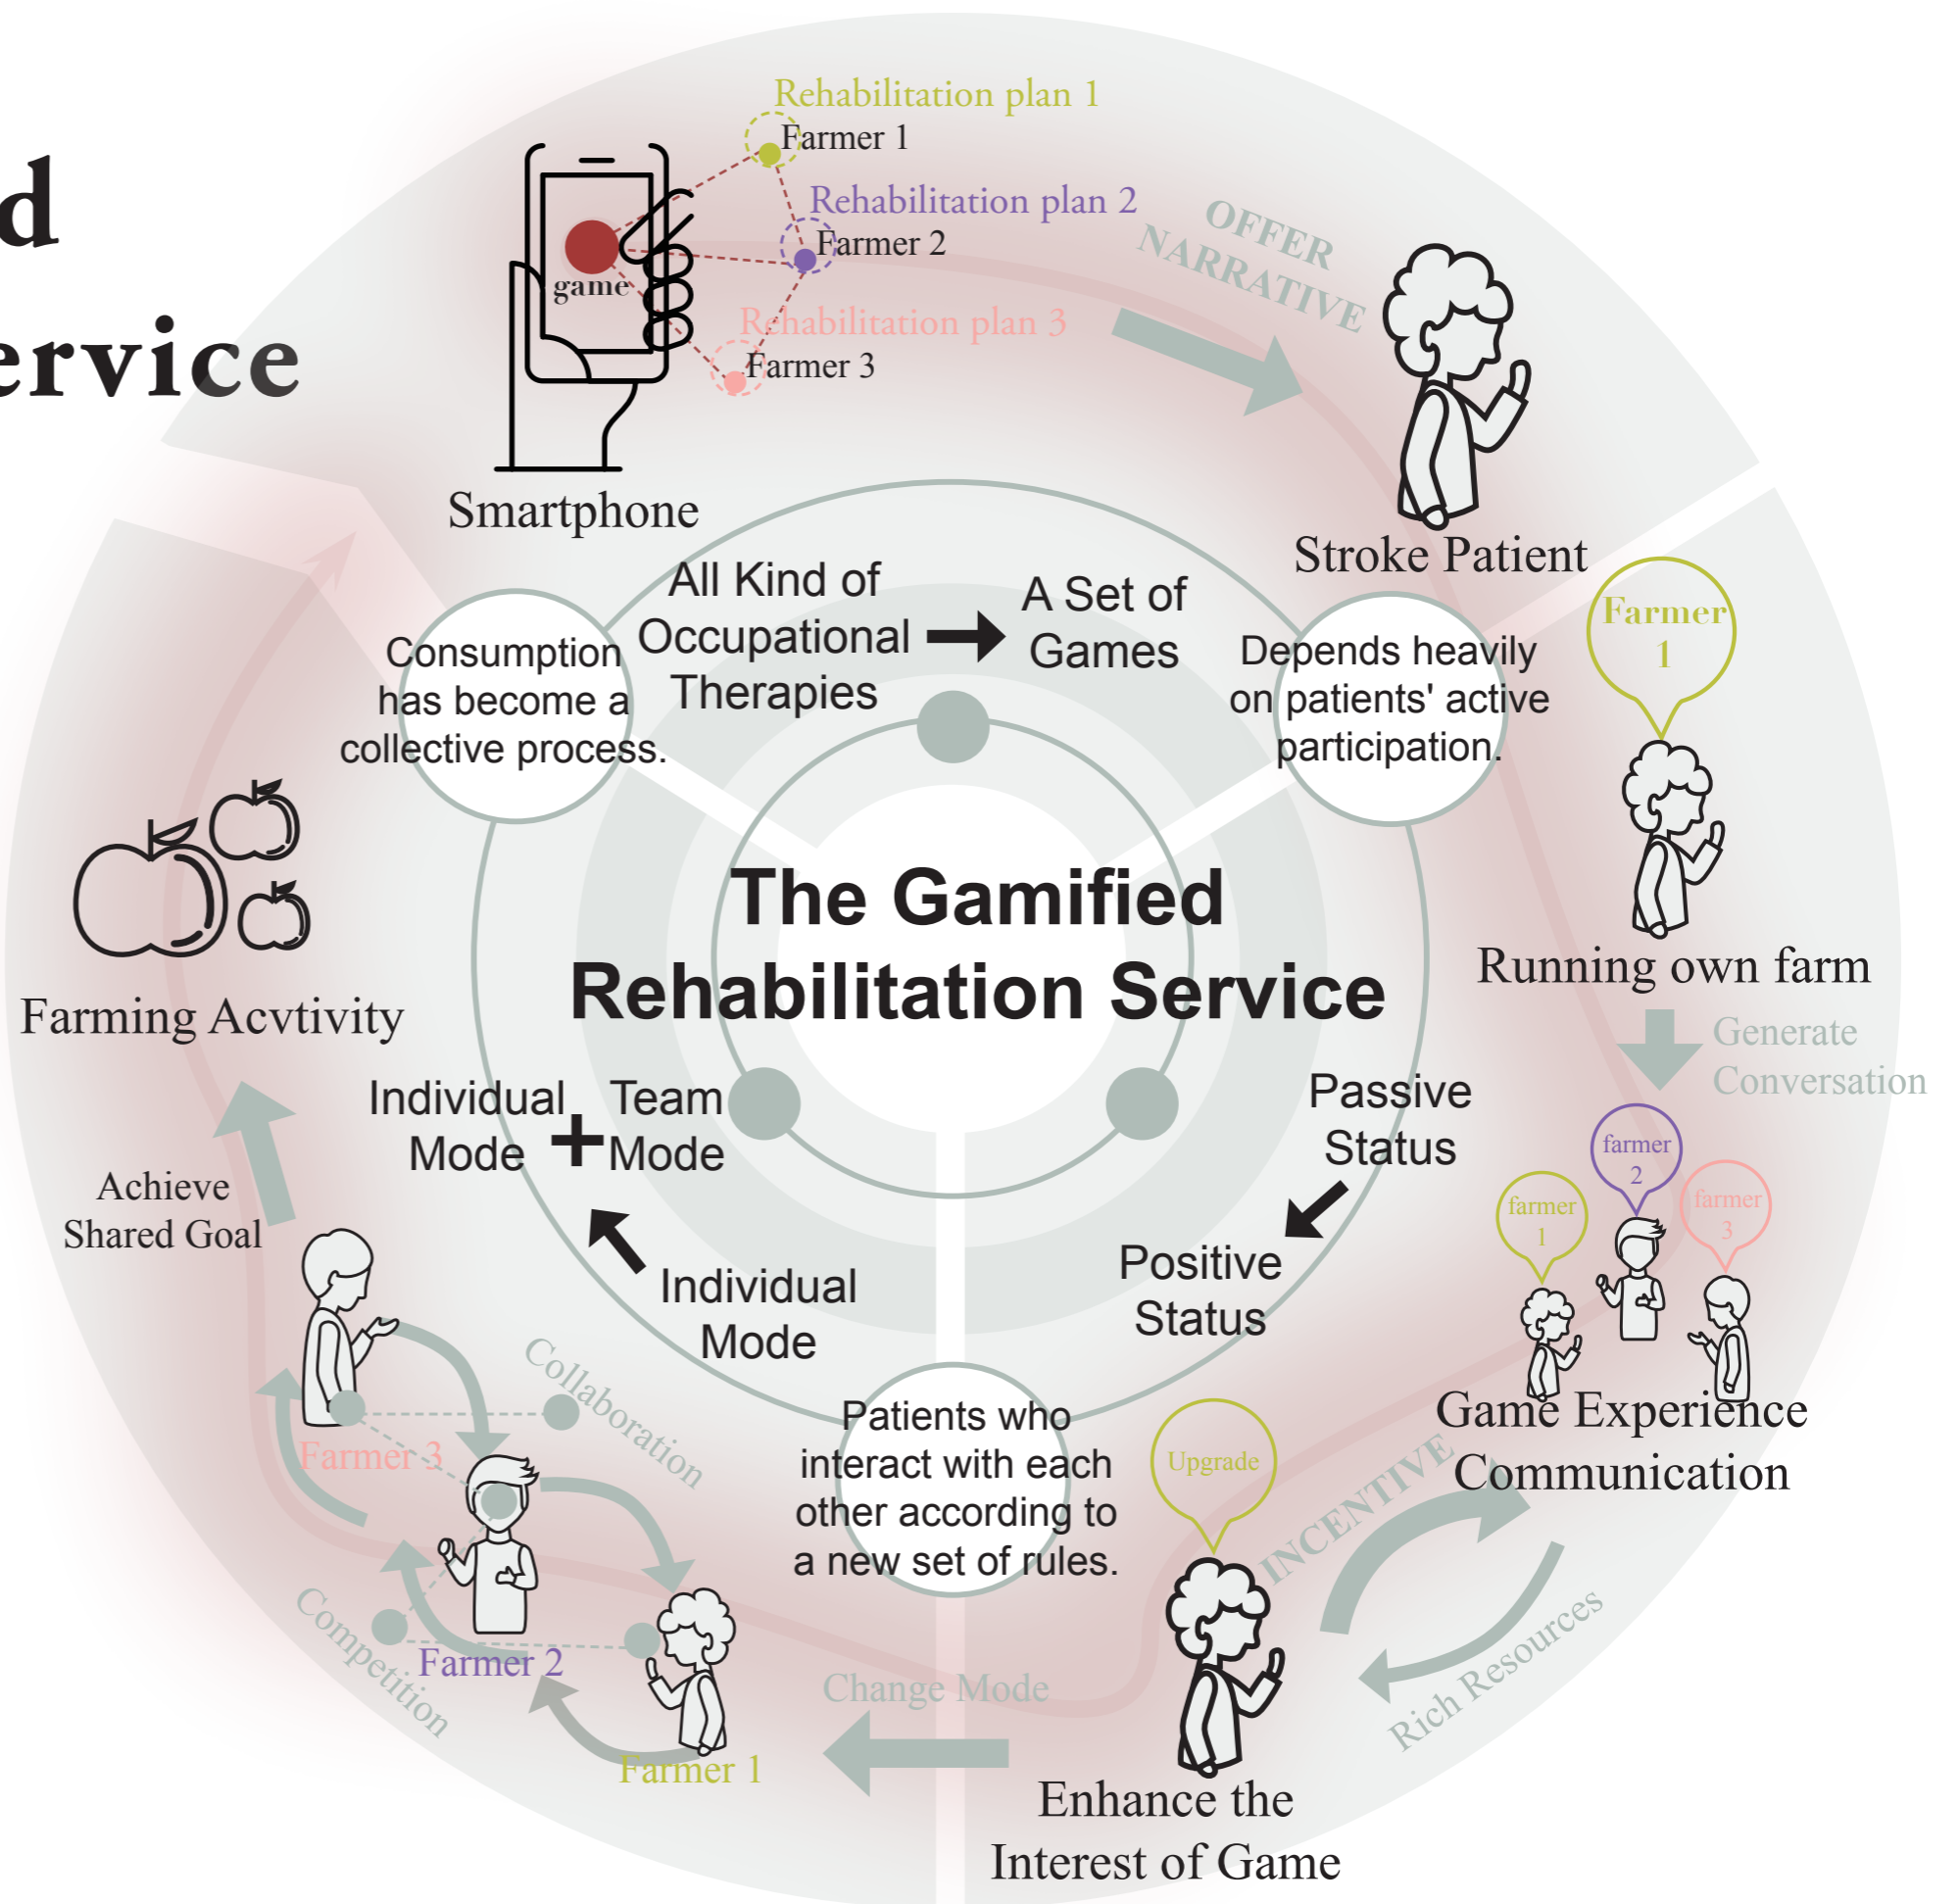 d
ervice
Rehabilitation plan 1
Farmer 1
Rehabilitation plan 2
Farmer 2
game
Rehabilitation plan 3
Farmer 3
OFFER
NARRATIVE
Smartphone
Stroke Patient
All Kind of
Occupational
Therapies
A Set of
Games
Consumption
has become a
collective process.
Depends heavily
on patients' active
participation.
Farmer
1
Running own farm
Generate
Conversation
The Gamified
Rehabilitation Service
Farming Acvtivity
Individual
Mode
+
Team
Mode
Individual
Mode
Passive
Status
Positive
Status
farmer
1
farmer
2
farmer
3
Game Experience
Communication
Achieve
Shared Goal
Collaboration
Farmer 3
Competition
Farmer 2
Farmer 1
Patients who
interact with each
other according to
a new set of rules.
Upgrade
INCENTIVE
Rich Resources
Change Mode
Enhance the
Interest of Game